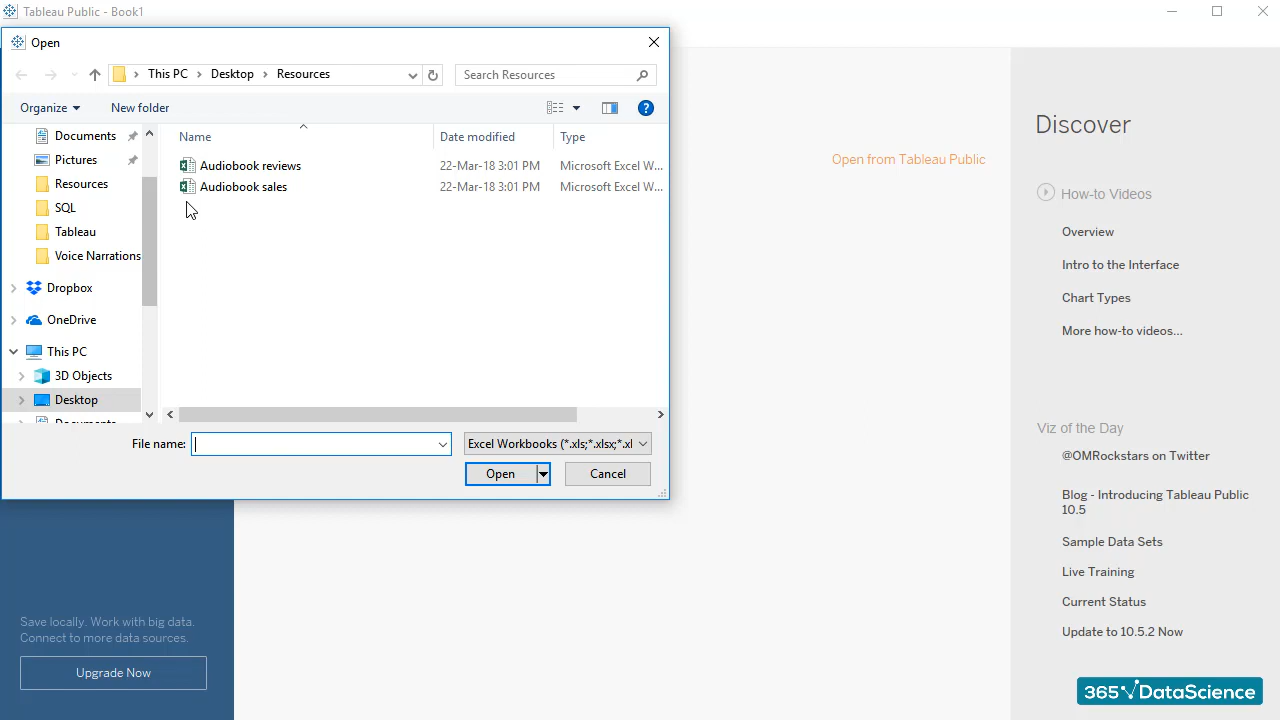 Tableau Public - Book1
Open
This PC > Desktop > Resources
Search Resources
Organize
New folder
Name
Date modified
Type
Documents
Pictures
Resources
SQL
Tableau
Voice Narrations
Dropbox
OneDrive
This PC
3D Objects
Desktop
Audiobook reviews 22-Mar-18 3:01 PM Microsoft Excel W...
Audiobook sales 22-Mar-18 3:01 PM Microsoft Excel W...
File name:
Excel Workbooks (*.xls;*.xlsx;*.xl
Open
Cancel
Save locally. Work with big data.
Connect to more data sources.
Upgrade Now
Open from Tableau Public
Discover
How-to Videos
Overview
Intro to the Interface
Chart Types
More how-to videos...
Viz of the Day
@OMRockstars on Twitter
Blog - Introducing Tableau Public
10.5
Sample Data Sets
Live Training
Current Status
Update to 10.5.2 Now
365 DataScience